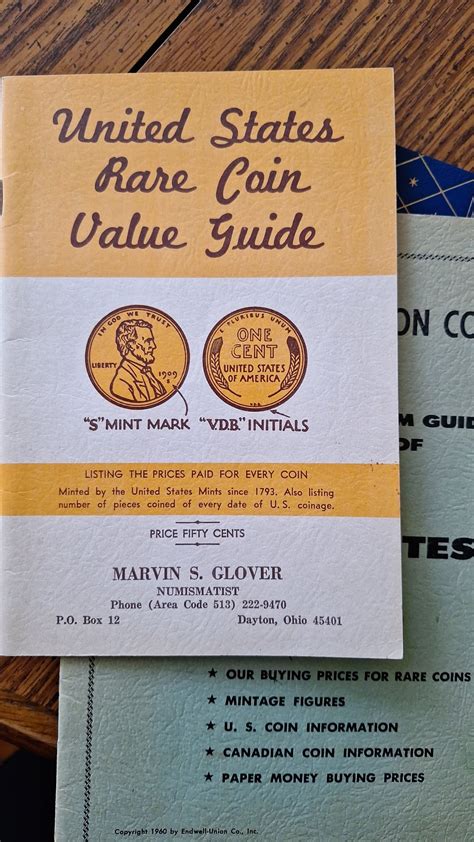 United States
Rare Coin
Value Guide
IN GOD WE TRUST
LIBERTY
1909
S
E PLURIBUS UNUM
ONE
CENT
UNITED STATES
OF AMERICA
V.D.B.
"S" MINT MARK "V.D.B." INITIALS
LISTING THE PRICES PAID FOR EVERY COIN
Minted by the United States Mints since 1793. Also listing
number of pieces coined of every date of U.S. coinage.
PRICE FIFTY CENTS
MARVIN S. GLOVER
NUMISMATIST
Phone (Area Code 513) 222-9470
P.O. Box 12 Dayton, Ohio 45401
ON CO
M GUID
OF
TES
★ OUR BUYING PRICES FOR RARE COINS
★ MINTAGE FIGURES
★ U. S. COIN INFORMATION
★ CANADIAN COIN INFORMATION
★ PAPER MONEY BUYING PRICES
Copyright 1960 by Endwell-Union Co., Inc.